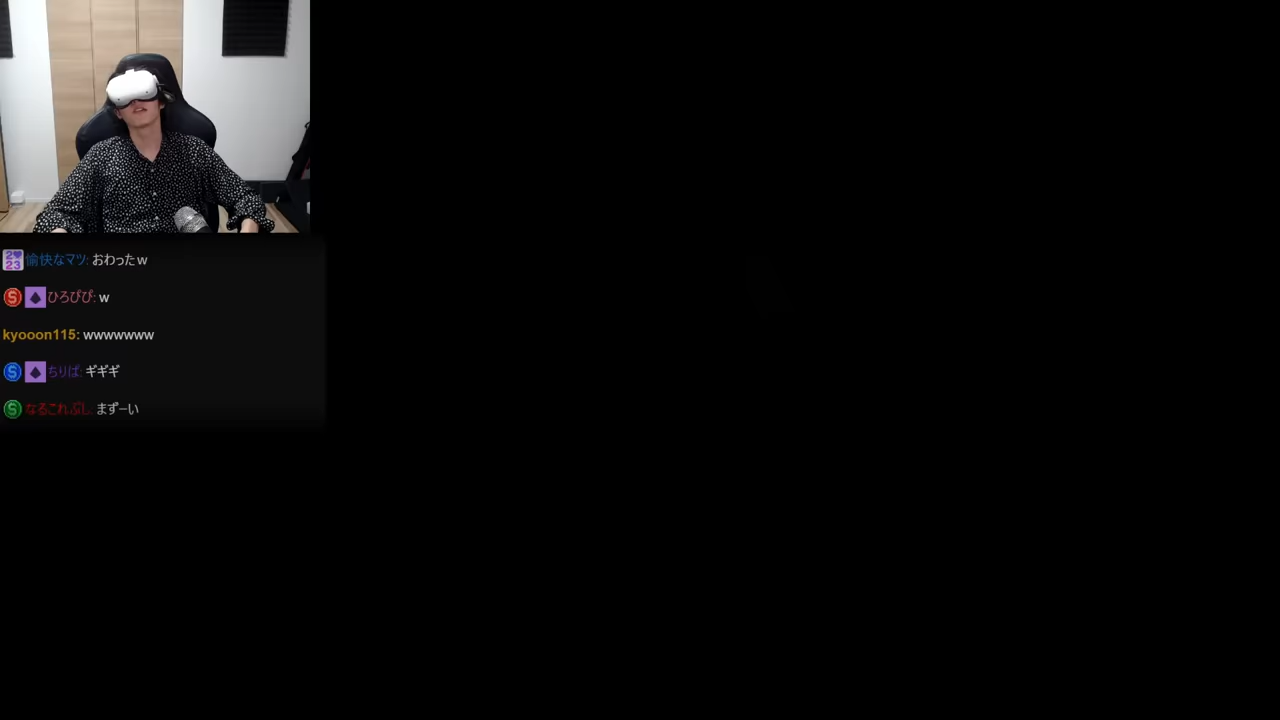 愉快なマツ: おわったw
ひろぴぴ: w
kyooon115: wwwwwww
ちりぱ: ギギギ
なるこれぷし: まずーい